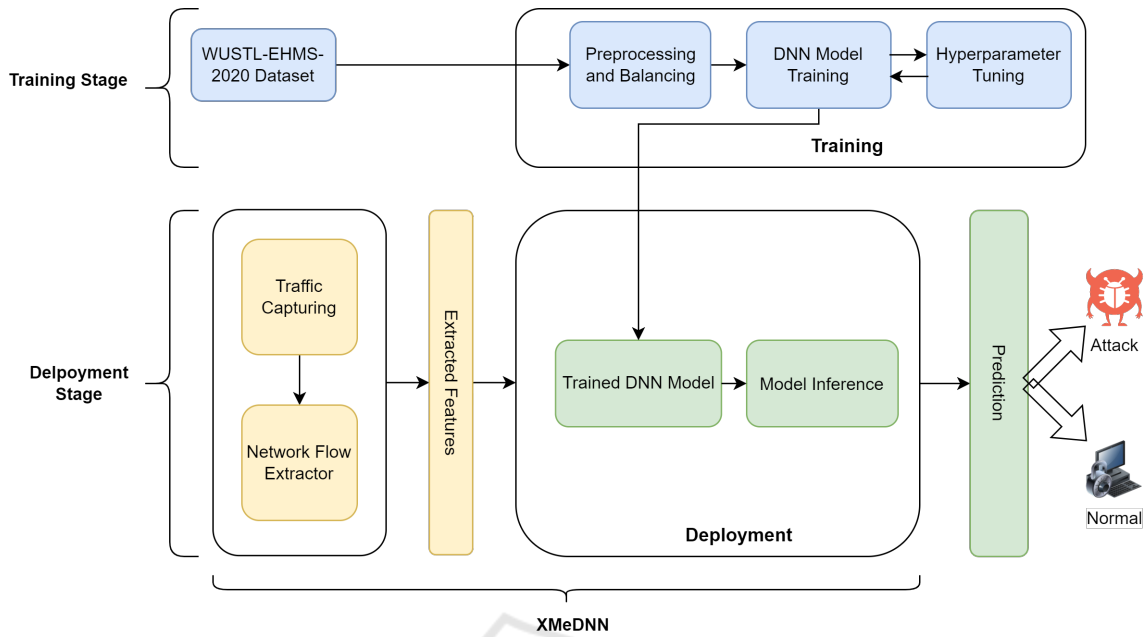 Training Stage
WUSTL-EHMS-
2020 Dataset
Preprocessing
and Balancing
DNN Model
Training
Hyperparameter
Tuning
Training
Delpoyment
Stage
Traffic
Capturing
Network Flow
Extractor
Extracted Features
Trained DNN Model
Model Inference
Deployment
Prediction
Attack
Normal
XMeDNN